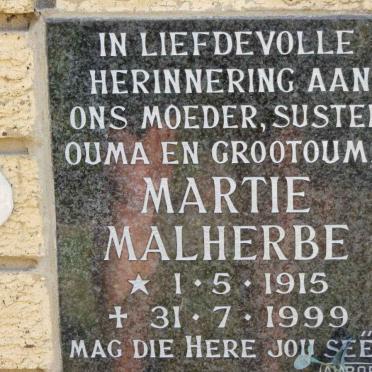 IN LIEFDEVOLLE
HERINNERING AAN
ONS MOEDER, SUSTER
OUMA EN GROOTOUMA
MARTIE
MALHERBE
★ 1·5·1915
✝ 31·7·1999
MAG DIE HERE JOU SEËN